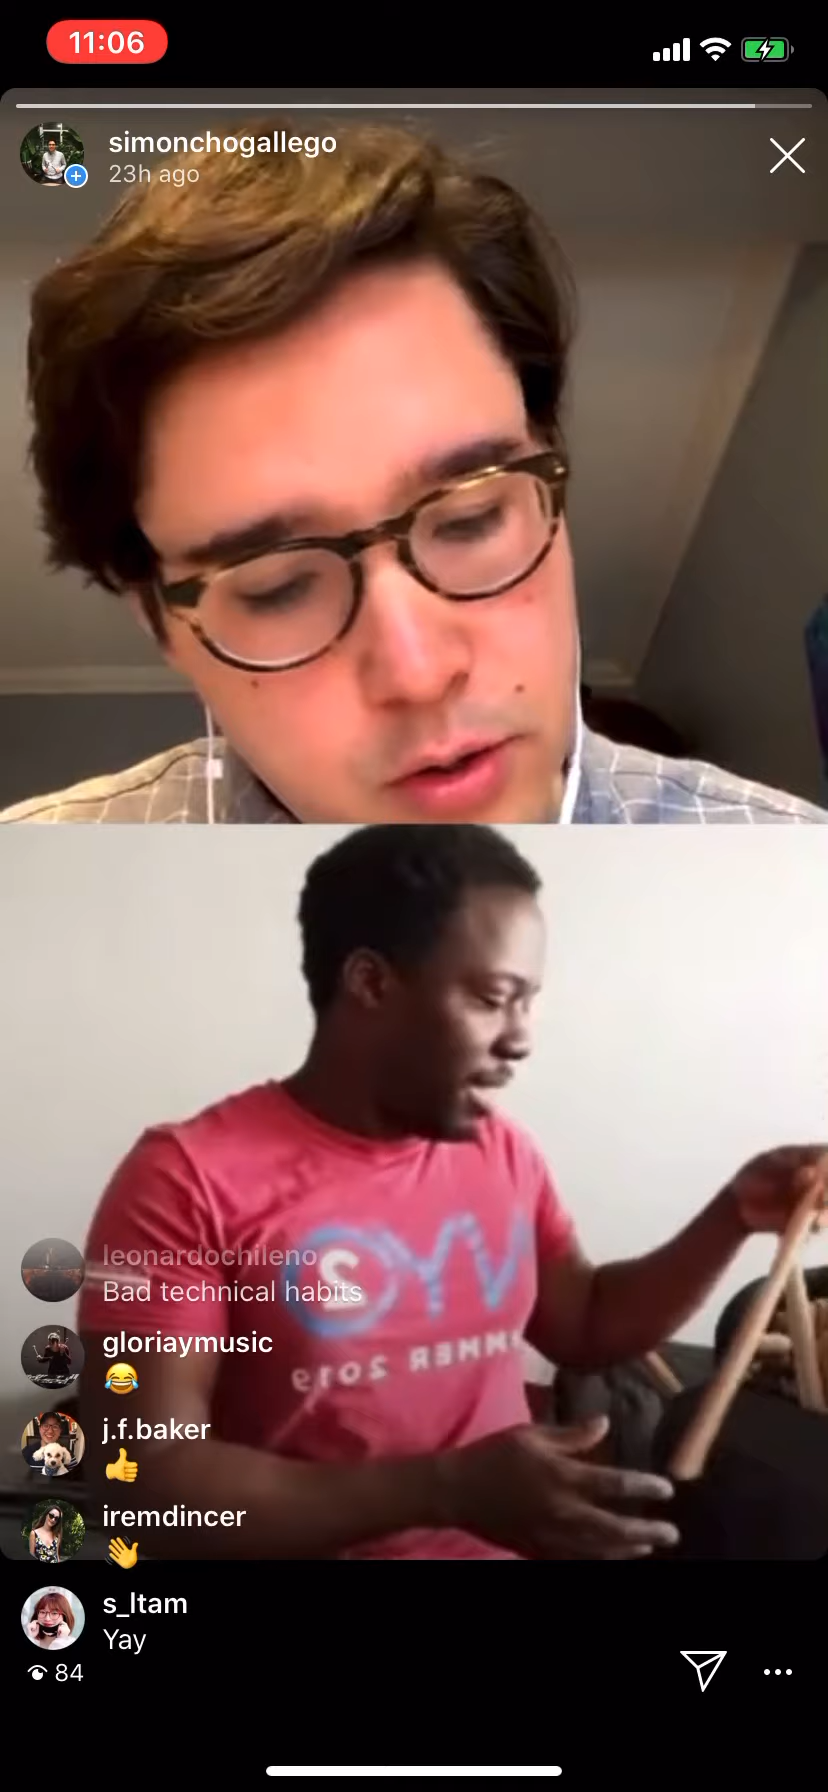 11:06
simonchogallego
23h ago
leonardochileno
Bad technical habits
gloriaymusic
😂
j.f.baker
👍
iremdincer
👋
s_ltam
Yay
84